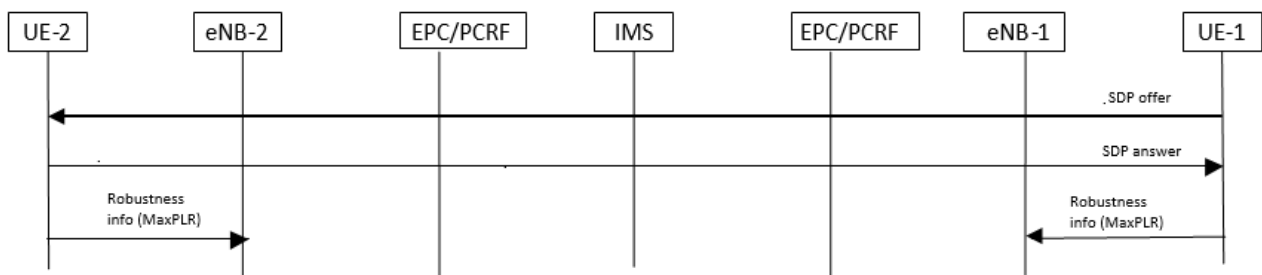 UE-2
eNB-2
EPC/PCRF
IMS
EPC/PCRF
eNB-1
UE-1
.SDP offer
SDP answer
Robustness
info (MaxPLR)
Robustness
info (MaxPLR)